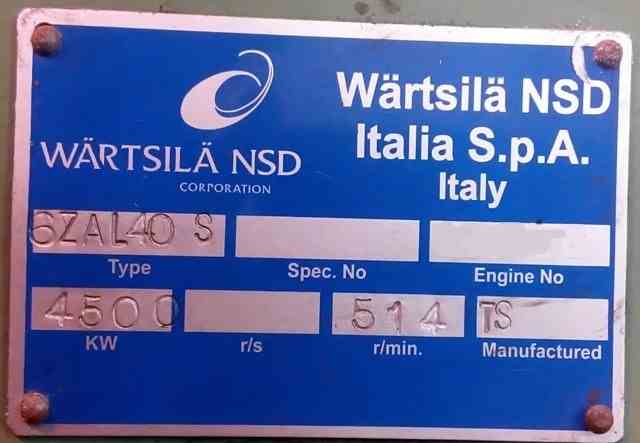 WÄRTSILÄ NSD
CORPORATION
Wärtsilä NSD
Italia S.p.A.
Italy
6ZAL40 S
Type
Spec. No
Engine No
4500
514
TS
KW
r/s
r/min.
Manufactured